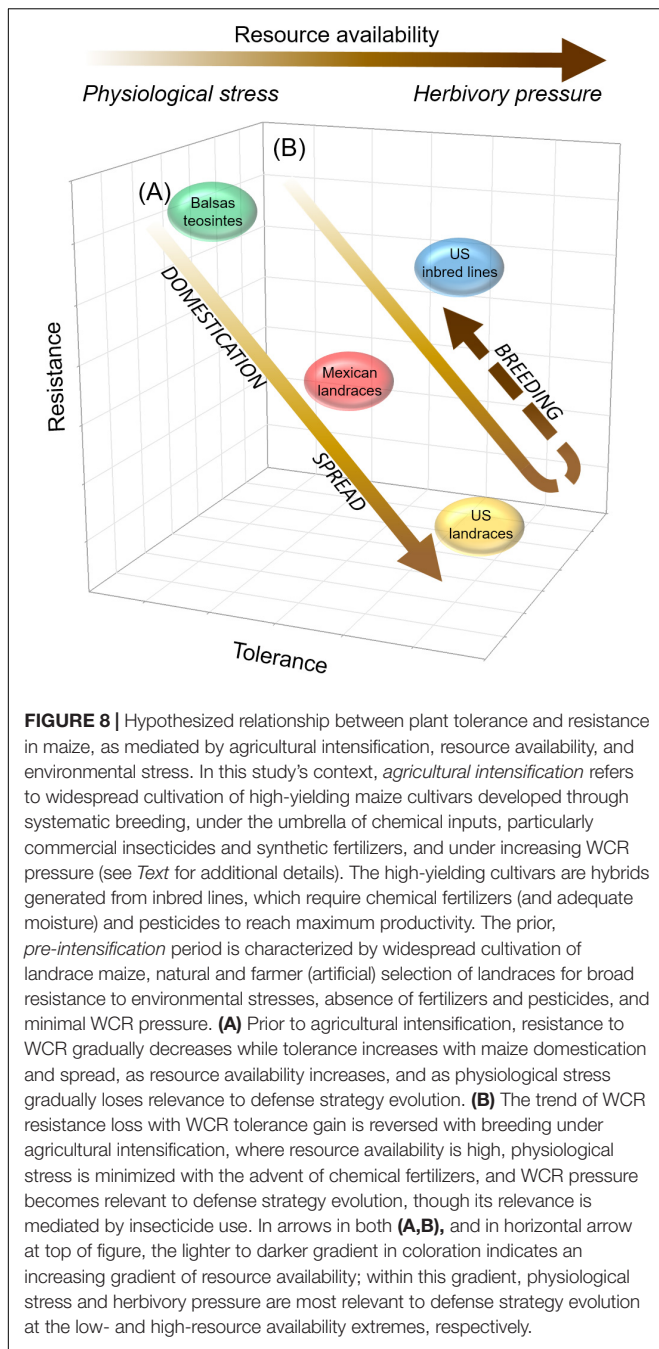 Resource availability
Physiological stress Herbivory pressure
(B)
(A)
Balsas
teosintes
US
inbred lines
DOMESTICATION
BREEDING
Mexican
landraces
Resistance
SPREAD
US
landraces
Tolerance
FIGURE 8 | Hypothesized relationship between plant tolerance and resistance
in maize, as mediated by agricultural intensification, resource availability, and
environmental stress. In this study's context, agricultural intensification refers
to widespread cultivation of high-yielding maize cultivars developed through
systematic breeding, under the umbrella of chemical inputs, particularly
commercial insecticides and synthetic fertilizers, and under increasing WCR
pressure (see Text for additional details). The high-yielding cultivars are hybrids
generated from inbred lines, which require chemical fertilizers (and adequate
moisture) and pesticides to reach maximum productivity. The prior,
pre-intensification period is characterized by widespread cultivation of
landrace maize, natural and farmer (artificial) selection of landraces for broad
resistance to environmental stresses, absence of fertilizers and pesticides, and
minimal WCR pressure. (A) Prior to agricultural intensification, resistance to
WCR gradually decreases while tolerance increases with maize domestication
and spread, as resource availability increases, and as physiological stress
gradually loses relevance to defense strategy evolution. (B) The trend of WCR
resistance loss with WCR tolerance gain is reversed with breeding under
agricultural intensification, where resource availability is high, physiological
stress is minimized with the advent of chemical fertilizers, and WCR pressure
becomes relevant to defense strategy evolution, though its relevance is
mediated by insecticide use. In arrows in both (A,B), and in horizontal arrow
at top of figure, the lighter to darker gradient in coloration indicates an
increasing gradient of resource availability; within this gradient, physiological
stress and herbivory pressure are most relevant to defense strategy evolution
at the low- and high-resource availability extremes, respectively.